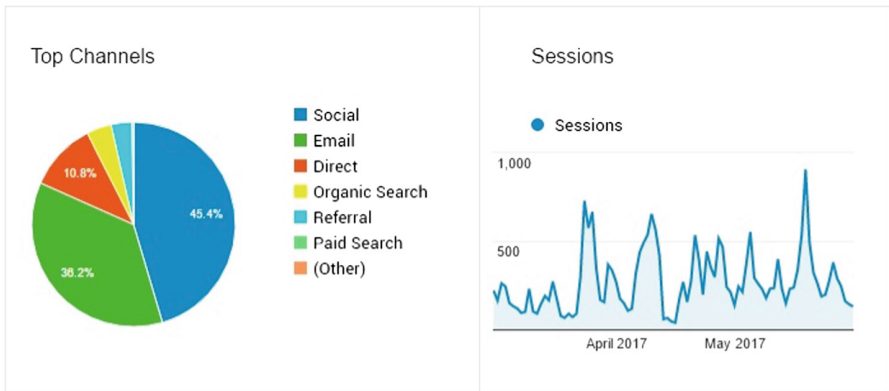 Top Channels
Social
Email
Direct
Organic Search
Referral
Paid Search
(Other)
45.4%
36.2%
10.8%
Sessions
Sessions
1,000
500
April 2017
May 2017